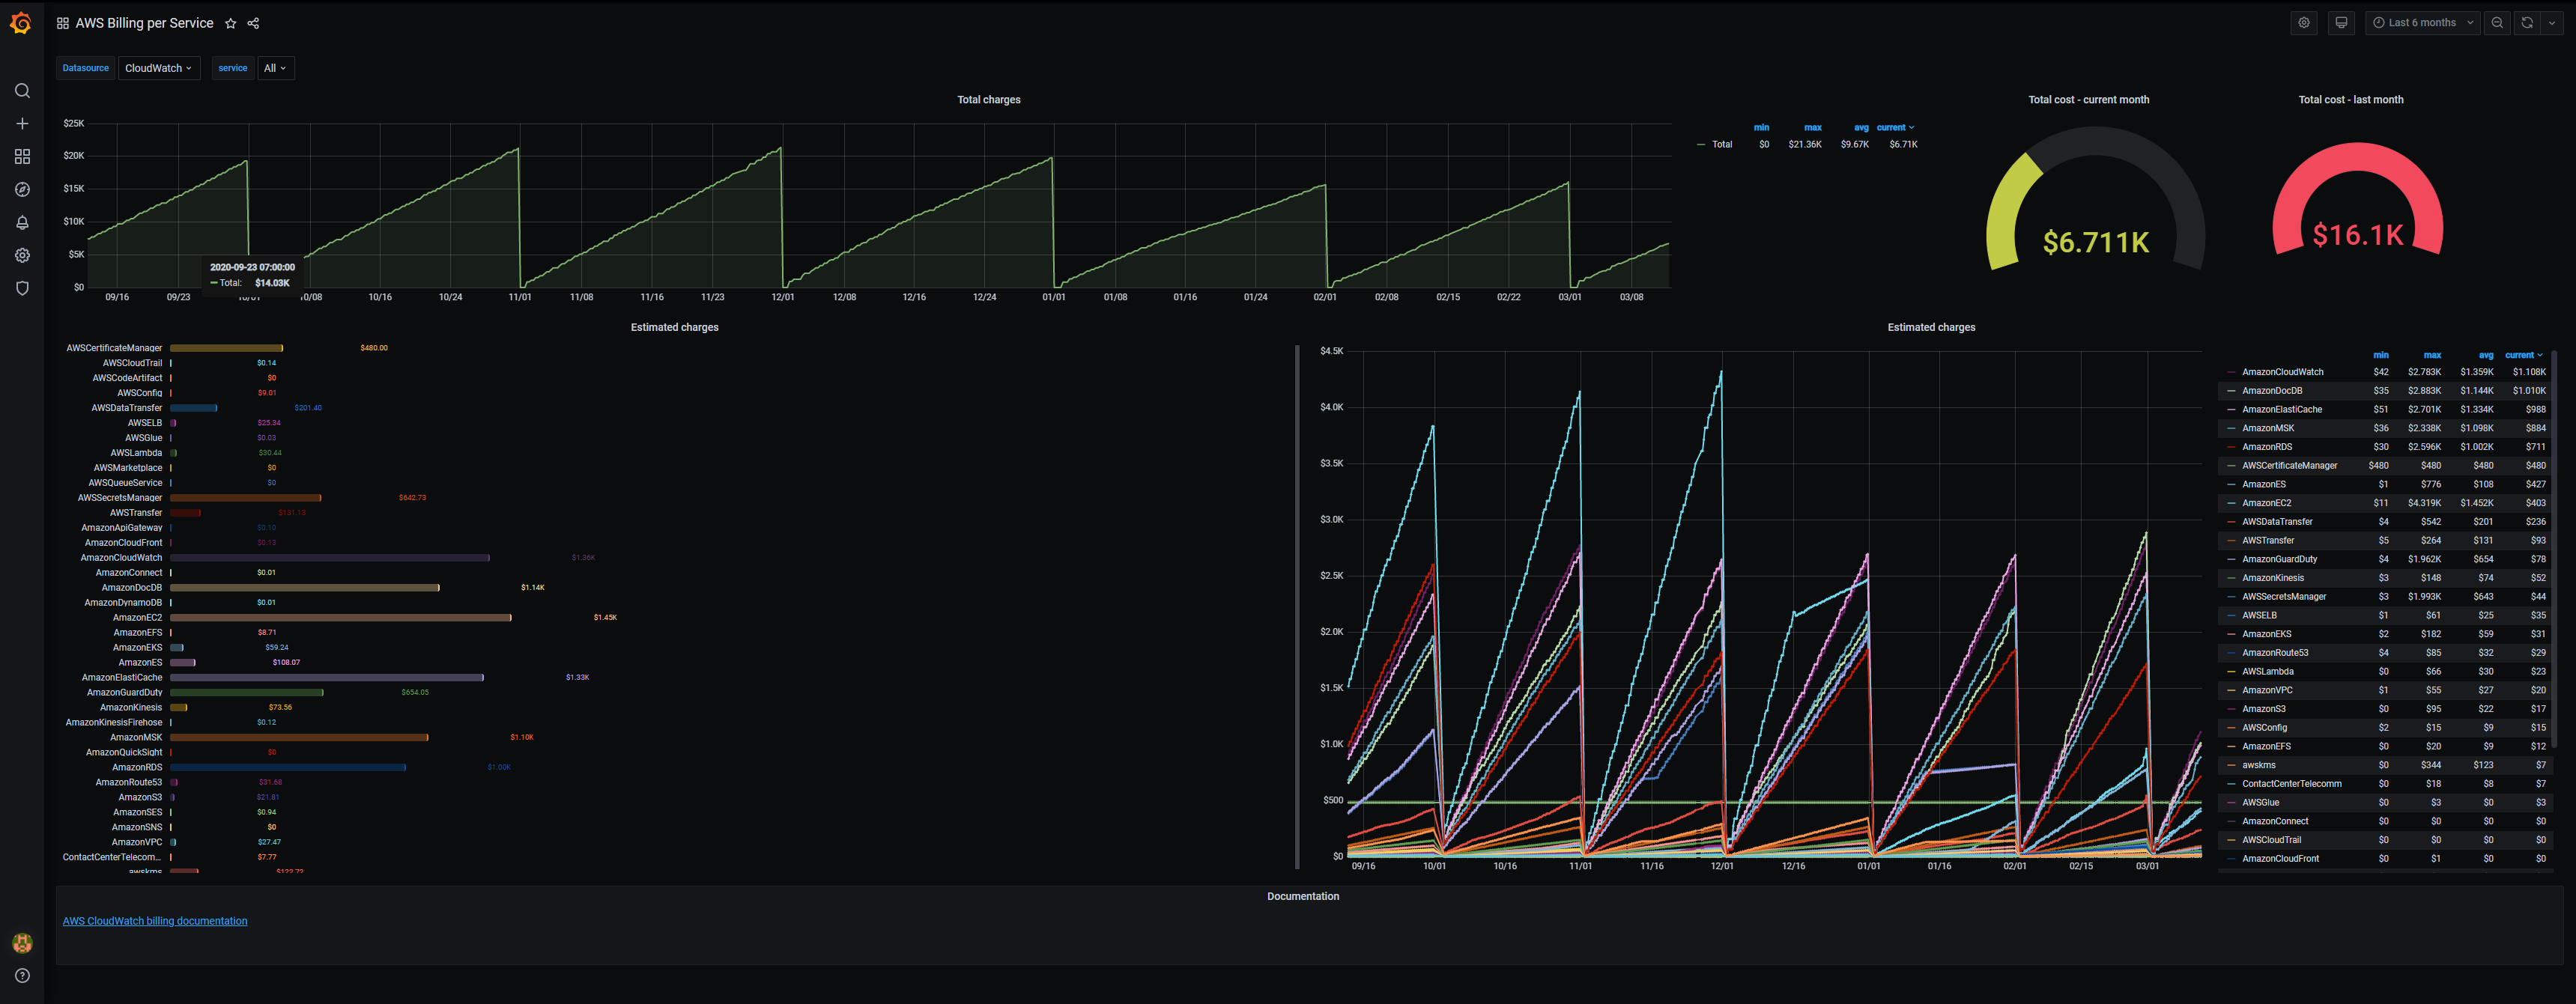 AWS Billing per Service
Last 6 months
Datasource CloudWatch service All
Total charges
$25K
$20K
$15K
$10K
$5K
$0
09/16 09/23 10/01 10/08 10/16 10/24 11/01 11/08 11/16 11/23 12/01 12/08 12/16 12/24 01/01 01/08 01/16 01/24 02/01 02/08 02/15 02/22 03/01 03/08
2020-09-23 07:00:00
Total: $14.03K
min max avg current
Total $0 $21.36K $9.67K $6.71K
Total cost - current month
$6.711K
Total cost - last month
$16.1K
Estimated charges
AWSCertificateManager $480.00
AWSCloudTrail $0.14
AWSCodeArtifact $0
AWSConfig $9.01
AWSDataTransfer $201.40
AWSELB $25.34
AWSGlue $0.03
AWSLambda $30.44
AWSMarketplace $0
AWSQueueService $0
AWSSecretsManager $642.73
AWSTransfer $131.13
AmazonApiGateway $0.10
AmazonCloudFront $0.13
AmazonCloudWatch $1.36K
AmazonConnect $0.01
AmazonDocDB $1.14K
AmazonDynamoDB $0.01
AmazonEC2 $1.45K
AmazonEFS $8.71
AmazonEKS $59.24
AmazonES $108.07
AmazonElastiCache $1.33K
AmazonGuardDuty $654.05
AmazonKinesis $73.56
AmazonKinesisFirehose $0.12
AmazonMSK $1.10K
AmazonQuickSight $0
AmazonRDS $1.00K
AmazonRoute53 $31.68
AmazonS3 $21.81
AmazonSES $0.94
AmazonSNS $0
AmazonVPC $27.47
ContactCenterTelecom... $7.77
awskms $122.72
Estimated charges
$4.5K
$4.0K
$3.5K
$3.0K
$2.5K
$2.0K
$1.5K
$1.0K
$500
$0
09/16 10/01 10/16 11/01 11/16 12/01 12/16 01/01 01/16 02/01 02/15 03/01
min max avg current
AmazonCloudWatch $42 $2.783K $1.359K $1.108K
AmazonDocDB $35 $2.883K $1.144K $1.010K
AmazonElastiCache $51 $2.701K $1.334K $988
AmazonMSK $36 $2.338K $1.098K $884
AmazonRDS $30 $2.596K $1.002K $711
AWSCertificateManager $480 $480 $480 $480
AmazonES $1 $776 $108 $427
AmazonEC2 $11 $4.319K $1.452K $403
AWSDataTransfer $4 $542 $201 $236
AWSTransfer $5 $264 $131 $93
AmazonGuardDuty $4 $1.962K $654 $78
AmazonKinesis $3 $148 $74 $52
AWSSecretsManager $3 $1.993K $643 $44
AWSELB $1 $61 $25 $35
AmazonEKS $2 $182 $59 $31
AmazonRoute53 $4 $85 $32 $29
AWSLambda $0 $66 $30 $23
AmazonVPC $1 $55 $27 $20
AmazonS3 $0 $95 $22 $17
AWSConfig $2 $15 $9 $15
AmazonEFS $0 $20 $9 $12
awskms $0 $344 $123 $7
ContactCenterTelecomm $0 $18 $8 $7
AWSGlue $0 $3 $0 $3
AmazonConnect $0 $0 $0 $0
AWSCloudTrail $0 $0 $0 $0
AmazonCloudFront $0 $1 $0 $0
Documentation
AWS CloudWatch billing documentation